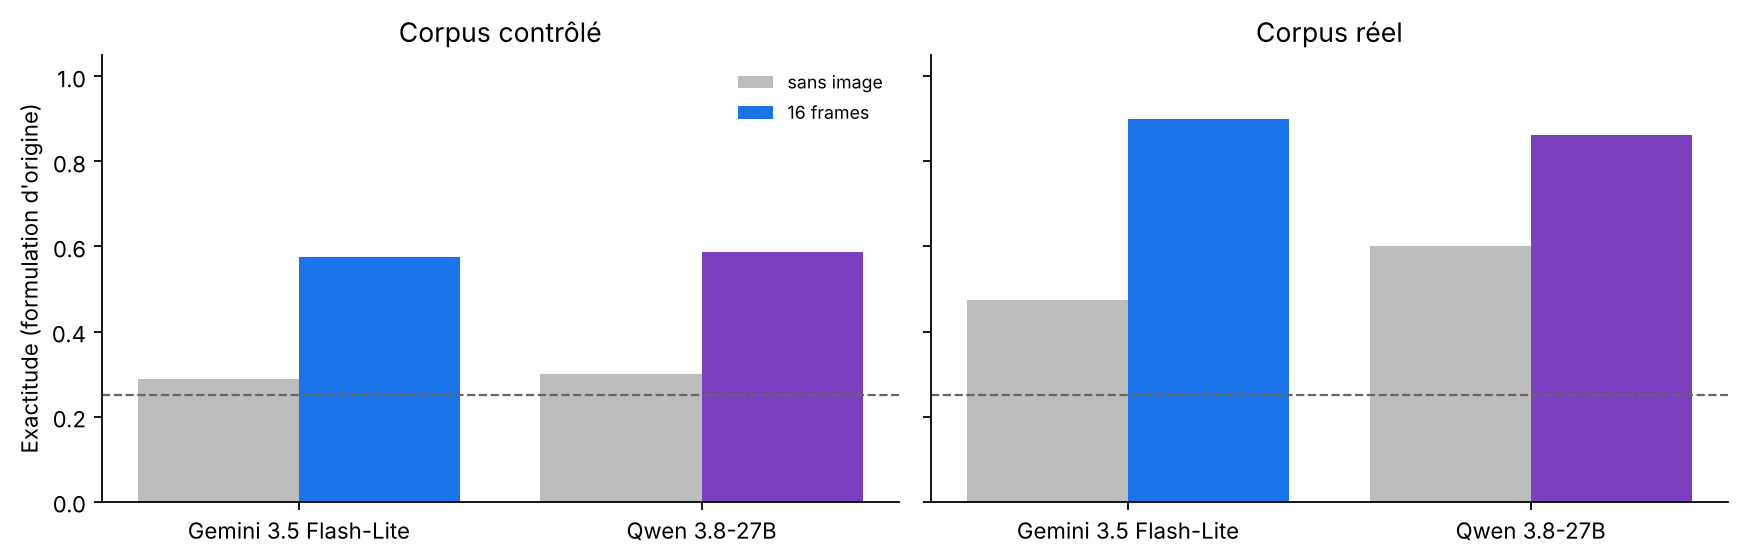 Corpus contrôlé
Corpus réel
sans image
16 frames
Exactitude (formulation d'origine)
1.0
0.8
0.6
0.4
0.2
0.0
Gemini 3.5 Flash-Lite
Qwen 3.8-27B
Gemini 3.5 Flash-Lite
Qwen 3.8-27B